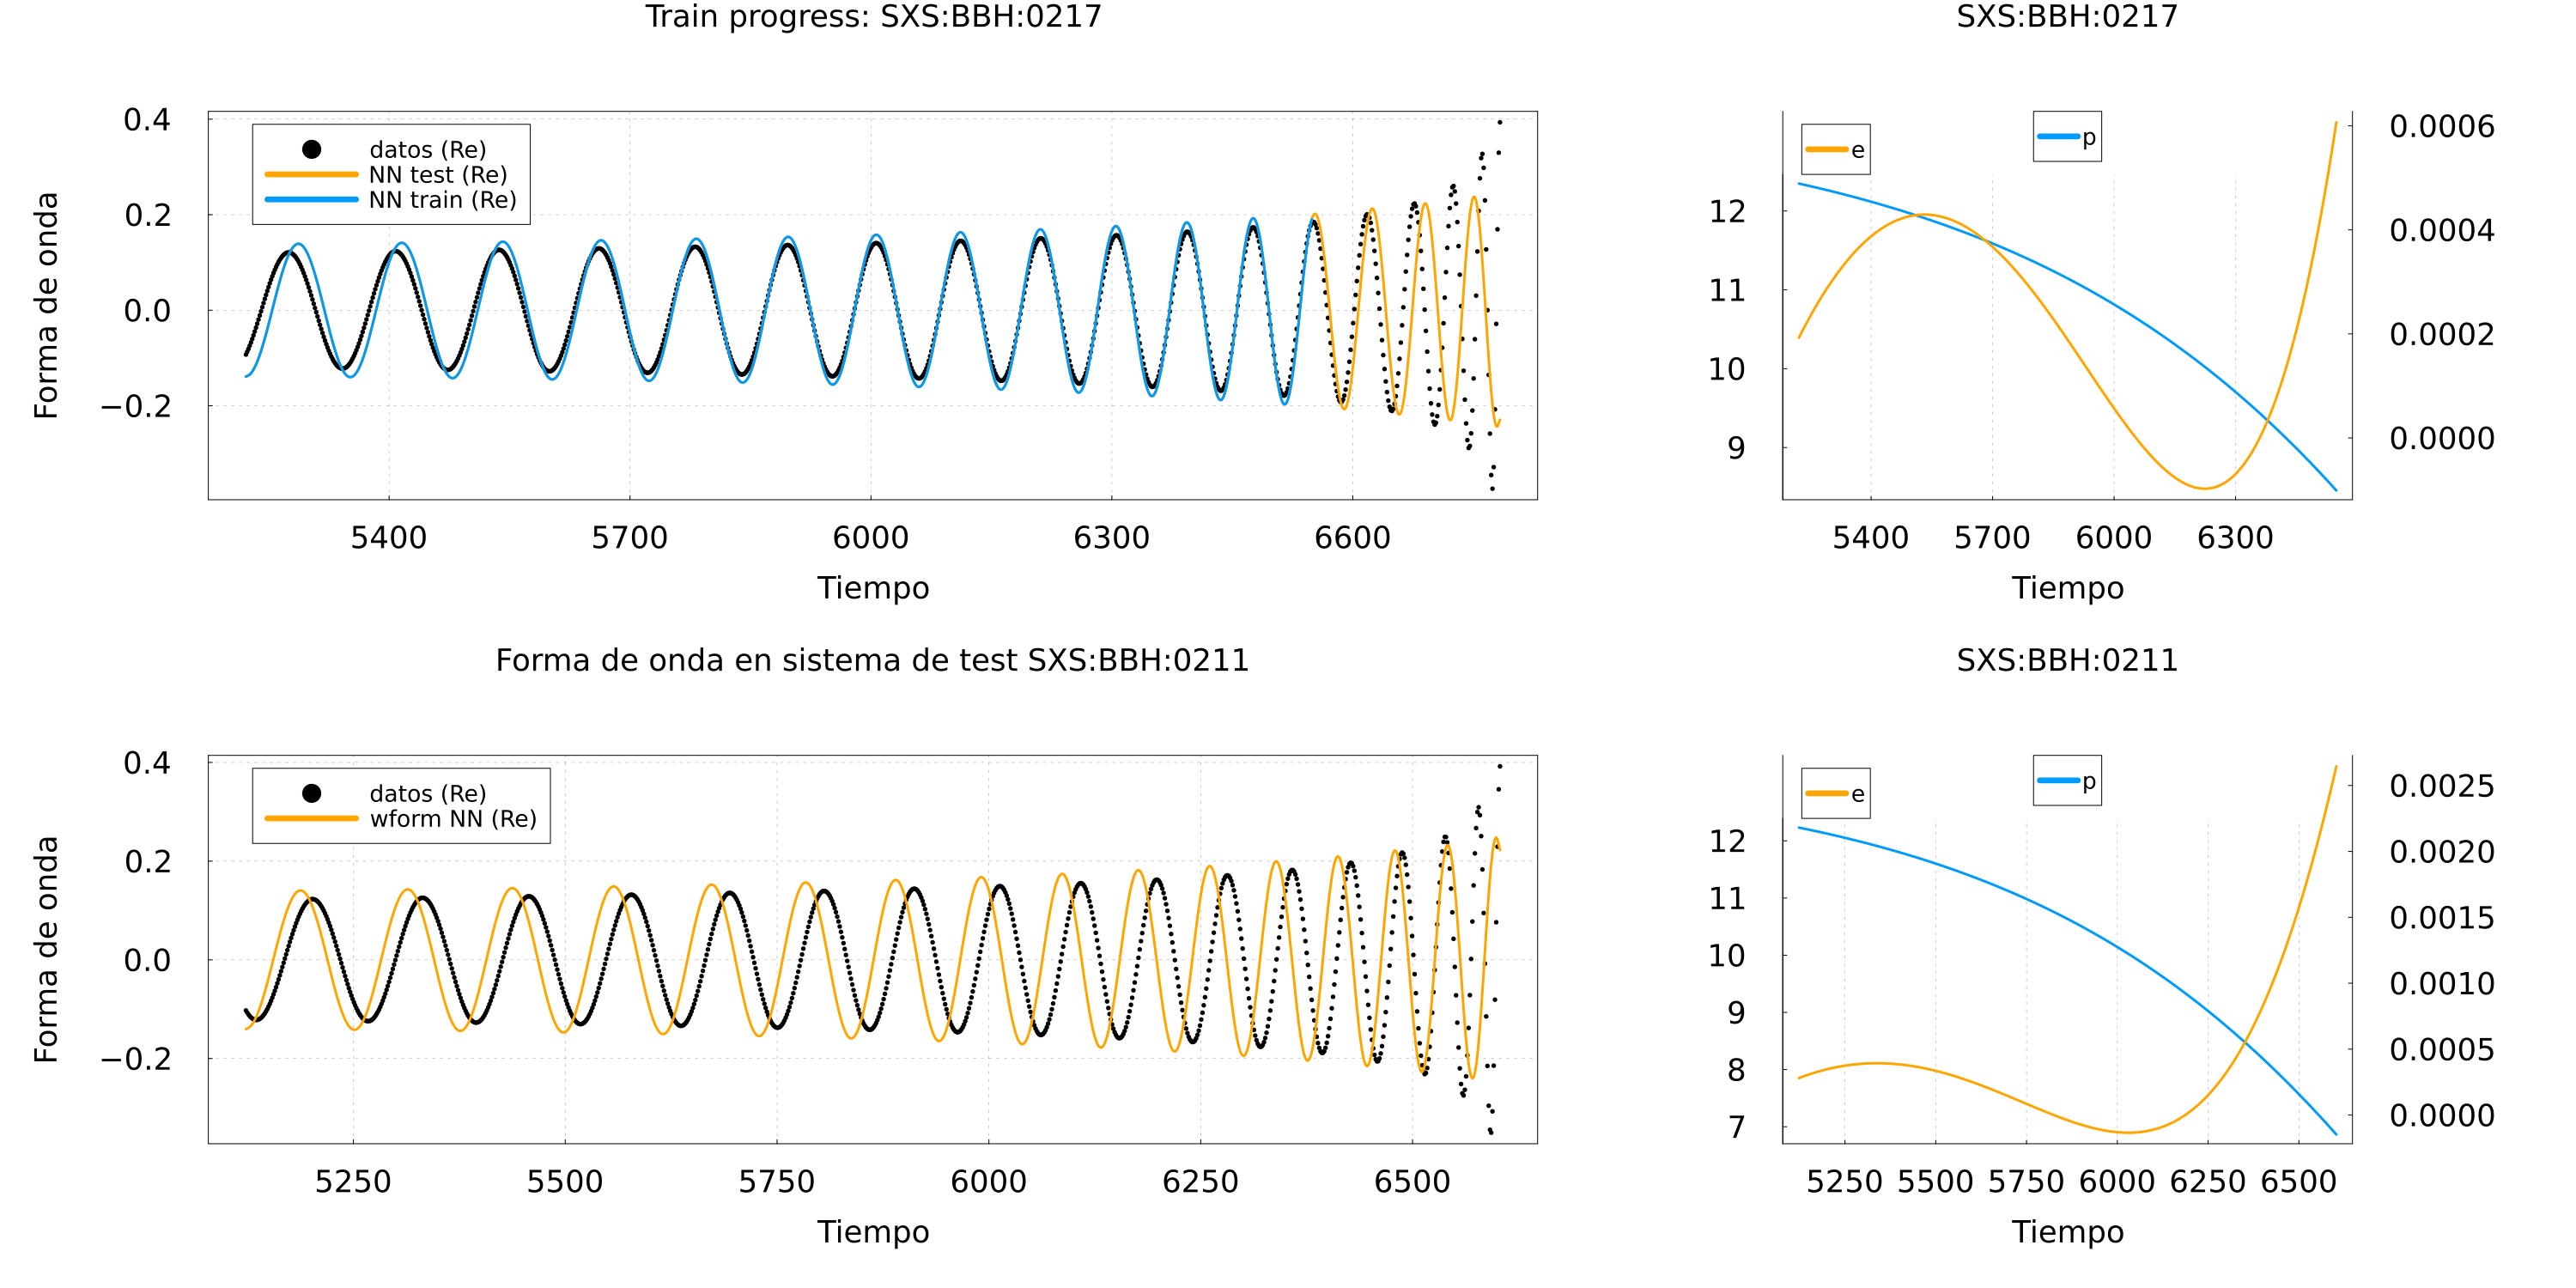 Train progress: SXS:BBH:0217
0.4
0.2
0.0
−0.2
Forma de onda
datos (Re)
NN test (Re)
NN train (Re)
5400 5700 6000 6300 6600
Tiempo
SXS:BBH:0217
e
p
12
11
10
9
0.0006
0.0004
0.0002
0.0000
5400 5700 6000 6300
Tiempo
Forma de onda en sistema de test SXS:BBH:0211
0.4
0.2
0.0
−0.2
Forma de onda
datos (Re)
wform NN (Re)
5250 5500 5750 6000 6250 6500
Tiempo
SXS:BBH:0211
e
p
12
11
10
9
8
7
0.0025
0.0020
0.0015
0.0010
0.0005
0.0000
5250 5500 5750 6000 6250 6500
Tiempo